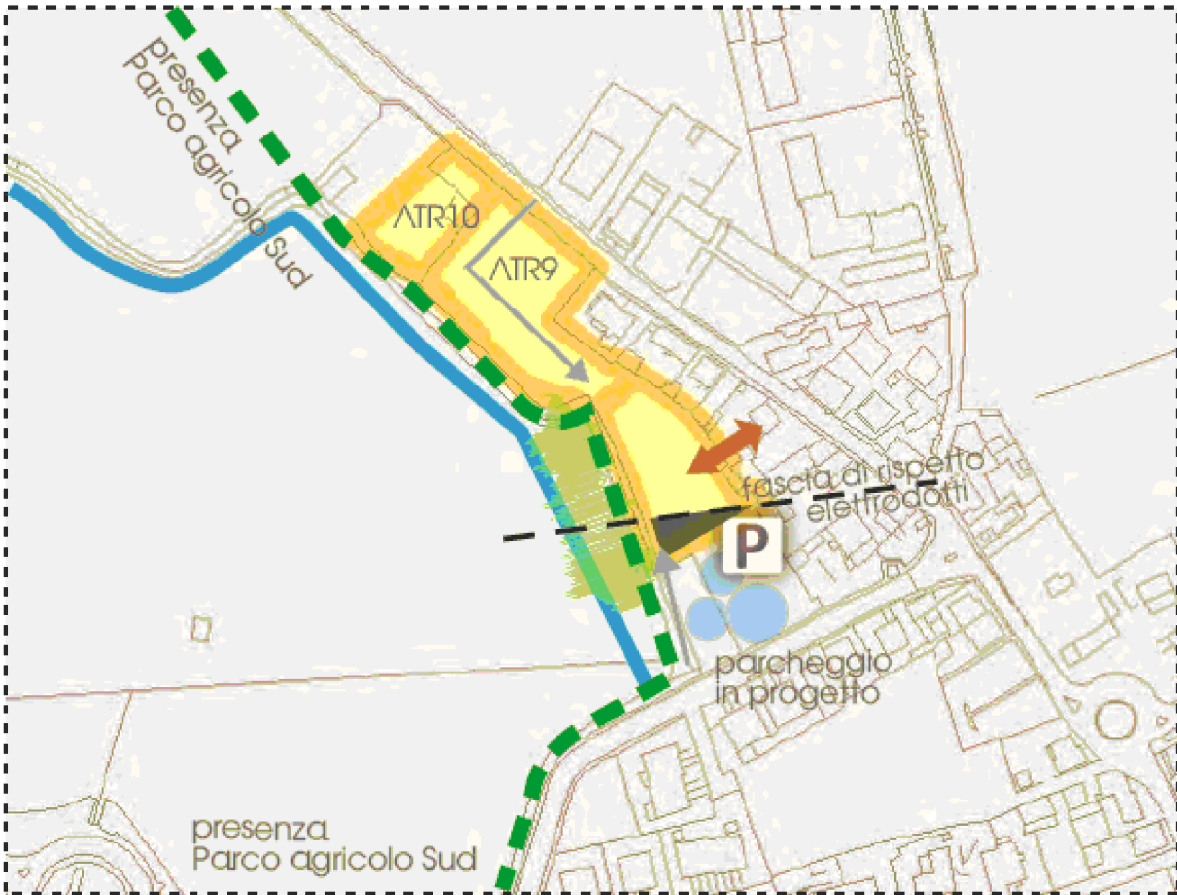 presenza
Parco agricolo Sud
ATR10
ATR9
fascia di rispetto
elettrodotti
P
parcheggio
in progetto
presenza
Parco agricolo Sud